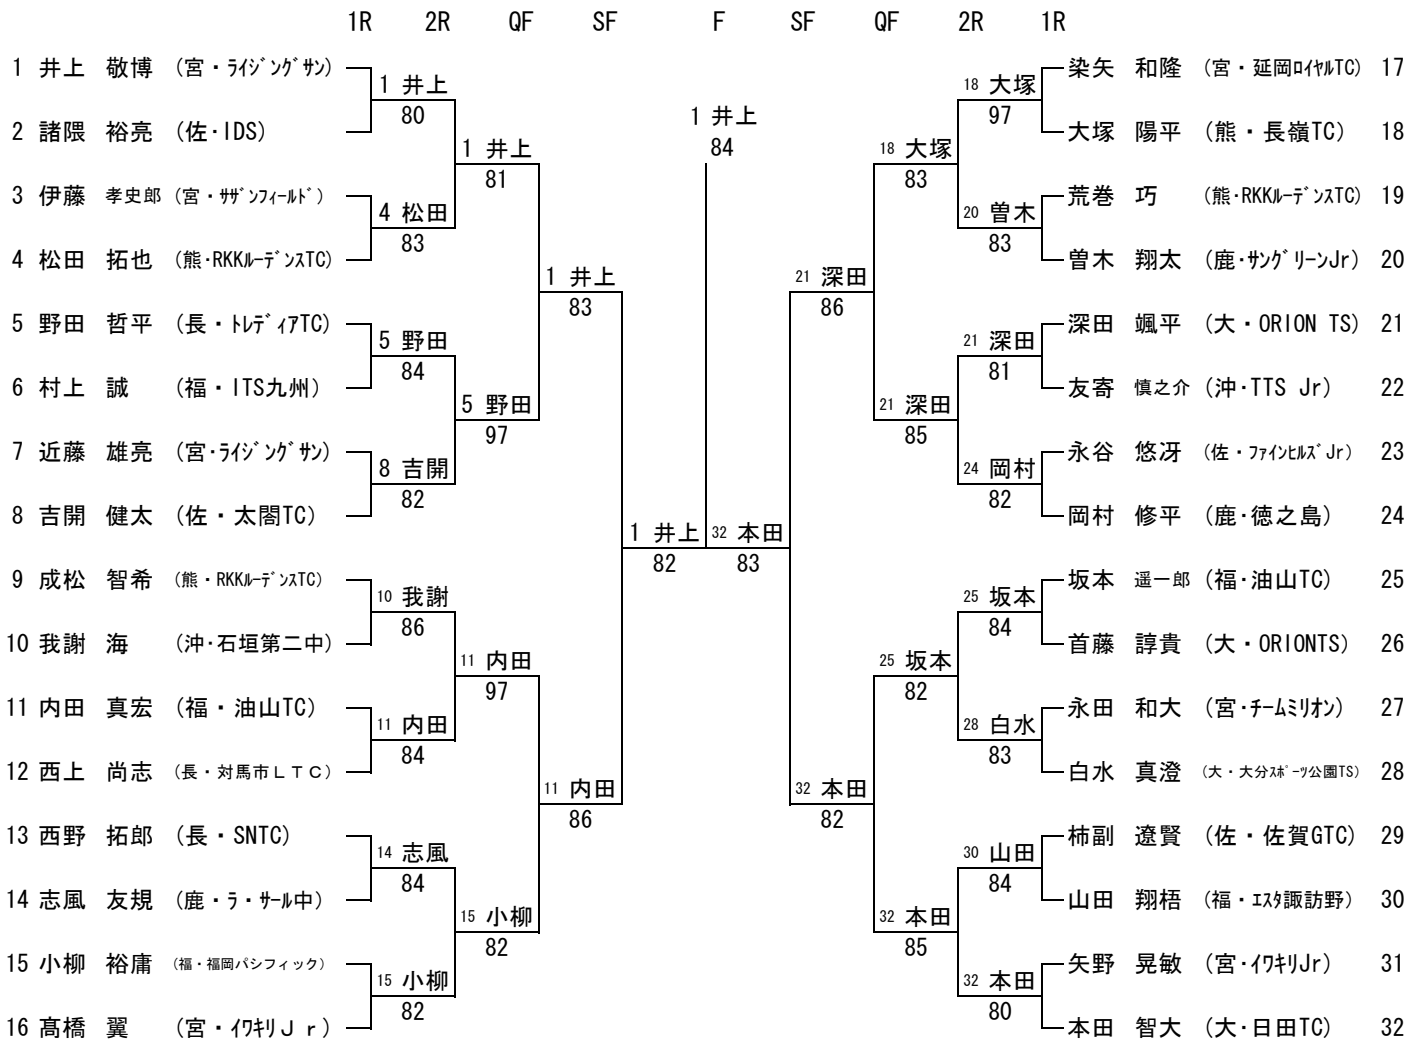 1R 2R QF SF F SF QF 2R 1R
1 井上 敬博 (宮・ﾗｲｼﾞﾝｸﾞｻﾝ)
2 諸隈 裕亮 (佐・IDS)
3 伊藤 孝史郎 (宮・ｻｻﾞﾝﾌｨｰﾙﾄﾞ)
4 松田 拓也 (熊・RKKﾙｰﾃﾞﾝｽTC)
5 野田 哲平 (長・ﾄﾚﾃﾞｨｱTC)
6 村上 誠 (福・ITS九州)
7 近藤 雄亮 (宮・ﾗｲｼﾞﾝｸﾞｻﾝ)
8 吉開 健太 (佐・太閤TC)
9 成松 智希 (熊・RKKﾙｰﾃﾞﾝｽTC)
10 我謝 海 (沖・石垣第二中)
11 内田 真宏 (福・油山TC)
12 西上 尚志 (長・対馬市ＬＴＣ)
13 西野 拓郎 (長・SNTC)
14 志風 友規 (鹿・ラ・ｻｰﾙ中)
15 小柳 裕庸 (福・福岡パシフィック)
16 髙橋 翼 (宮・ｲﾜｷﾘＪｒ)
1 井上
80
4 松田
83
5 野田
84
8 吉開
82
10 我謝
86
11 内田
84
14 志風
84
15 小柳
82
1 井上
81
5 野田
97
11 内田
97
15 小柳
82
1 井上
83
11 内田
86
1 井上
82
1 井上
84
32 本田
83
21 深田
86
32 本田
82
18 大塚
83
21 深田
85
25 坂本
82
32 本田
85
18 大塚
97
20 曽木
83
21 深田
81
24 岡村
82
25 坂本
84
28 白水
83
30 山田
84
32 本田
80
染矢 和隆 (宮・延岡ﾛｲﾔﾙTC) 17
大塚 陽平 (熊・長嶺TC) 18
荒巻 巧 (熊・RKKﾙｰﾃﾞﾝｽTC) 19
曽木 翔太 (鹿・ｻﾝｸﾞﾘｰﾝJr) 20
深田 颯平 (大・ORION TS) 21
友寄 慎之介 (沖・TTS Jr) 22
永谷 悠冴 (佐・ﾌｧｲﾝﾋﾙｽﾞJr) 23
岡村 修平 (鹿・徳之島) 24
坂本 遥一郎 (福・油山TC) 25
首藤 諄貴 (大・ORIONTS) 26
永田 和大 (宮・ﾁｰﾑﾐﾘｵﾝ) 27
白水 真澄 (大・大分ｽﾎﾟｰﾂ公園TS) 28
柿副 遼賢 (佐・佐賀GTC) 29
山田 翔梧 (福・ｴｽﾀ諏訪野) 30
矢野 晃敏 (宮・ｲﾜｷﾘJr) 31
本田 智大 (大・日田TC) 32